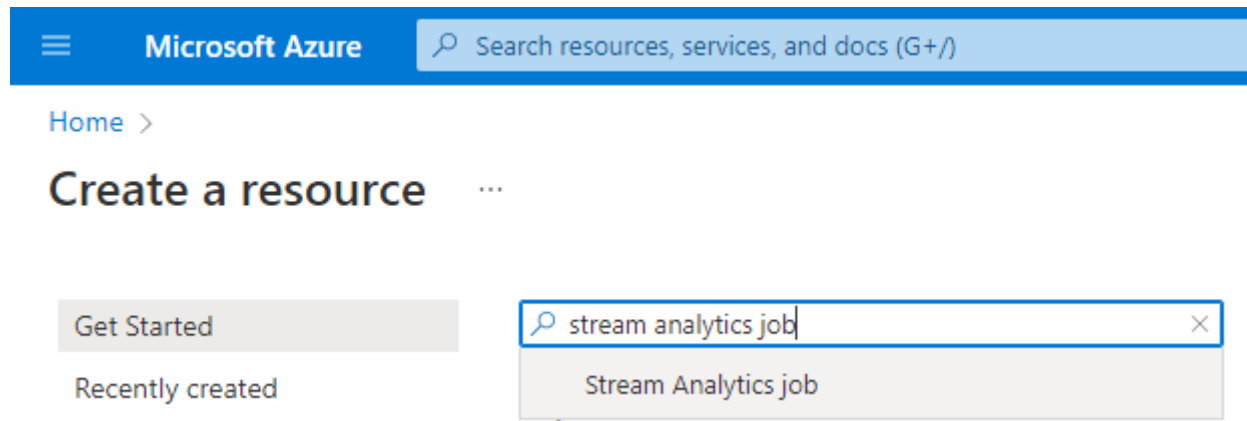 Microsoft Azure Search resources, services, and docs (G+/)
Home >
Create a resource ...
Get Started stream analytics job
Recently created Stream Analytics job